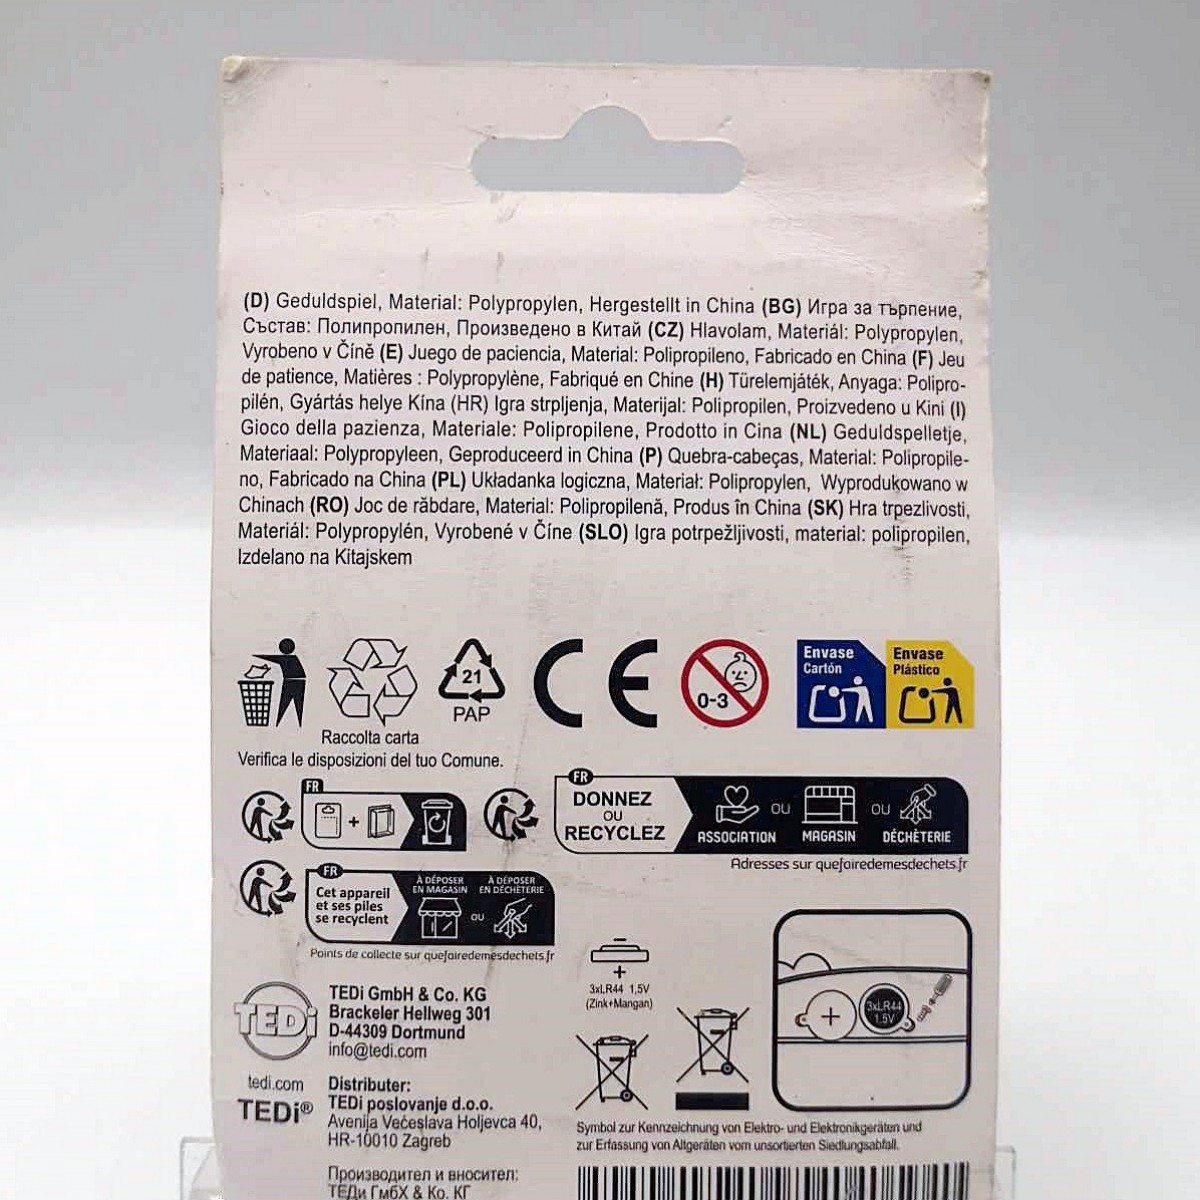 (D) Geduldspiel, Material: Polypropylen, Hergestellt in China (BG) Игра за търпение,
Състав: Полипропилен, Произведено в Китай (CZ) Hlavolam, Materiál: Polypropylen,
Vyrobeno v Číně (E) Juego de paciencia, Material: Polipropileno, Fabricado en China (F) Jeu
de patience, Matières : Polypropylène, Fabriqué en Chine (H) Türelemjáték, Anyaga: Polipro-
pilén, Gyártás helye Kína (HR) Igra strpljenja, Materijal: Polipropilen, Proizvedeno u Kini (I)
Gioco della pazienza, Materiale: Polipropilene, Prodotto in Cina (NL) Geduldspelletje,
Materiaal: Polypropyleen, Geproduceerd in China (P) Quebra-cabeças, Material: Polipropile-
no, Fabricado na China (PL) Układanka logiczna, Materiał: Polipropylen, Wyprodukowano w
Chinach (RO) Joc de răbdare, Material: Polipropilenă, Produs în China (SK) Hra trpezlivosti,
Materiál: Polypropylén, Vyrobené v Číne (SLO) Igra potrpežljivosti, material: polipropilen,
Izdelano na Kitajskem
21
PAP
CE
0-3
Envase
Cartón
Envase
Plástico
Raccolta carta
Verifica le disposizioni del tuo Comune.
FR
+
FR
DONNEZ
OU
RECYCLEZ
ASSOCIATION
OU
MAGASIN
OU
DÉCHÈTERIE
Adresses sur quefairedemesdechets.fr
FR
Cet appareil
et ses piles
se recyclent
À DÉPOSER
EN MAGASIN
OU
À DÉPOSER
EN DÉCHÈTERIE
Points de collecte sur quefairedemesdechets.fr
3xLR44 1,5V
(Zink+Mangan)
3xLR44
1.5V
TEDi
TEDi GmbH & Co. KG
Brackeler Hellweg 301
D-44309 Dortmund
info@tedi.com
tedi.com
TEDi®
Distributer:
TEDi poslovanje d.o.o.
Avenija Većeslava Holjevca 40,
HR-10010 Zagreb
Symbol zur Kennzeichnung von Elektro- und Elektronikgeräten und
zur Erfassung von Altgeräten vom unsortierten Siedlungsabfall.
Производител и вносител:
ТЕДи ГмбХ & Ко. КГ